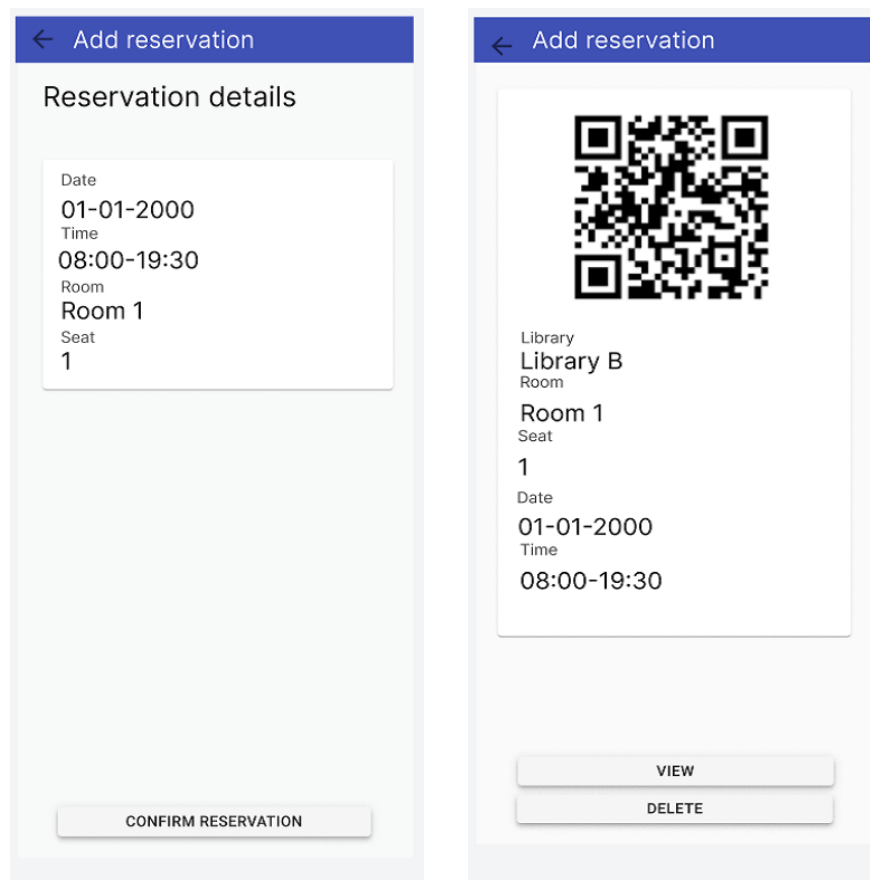 Add reservation
Reservation details
Date
01-01-2000
Time
08:00-19:30
Room
Room 1
Seat
1
CONFIRM RESERVATION
Add reservation
Library
Library B
Room
Room 1
Seat
1
Date
01-01-2000
Time
08:00-19:30
VIEW
DELETE